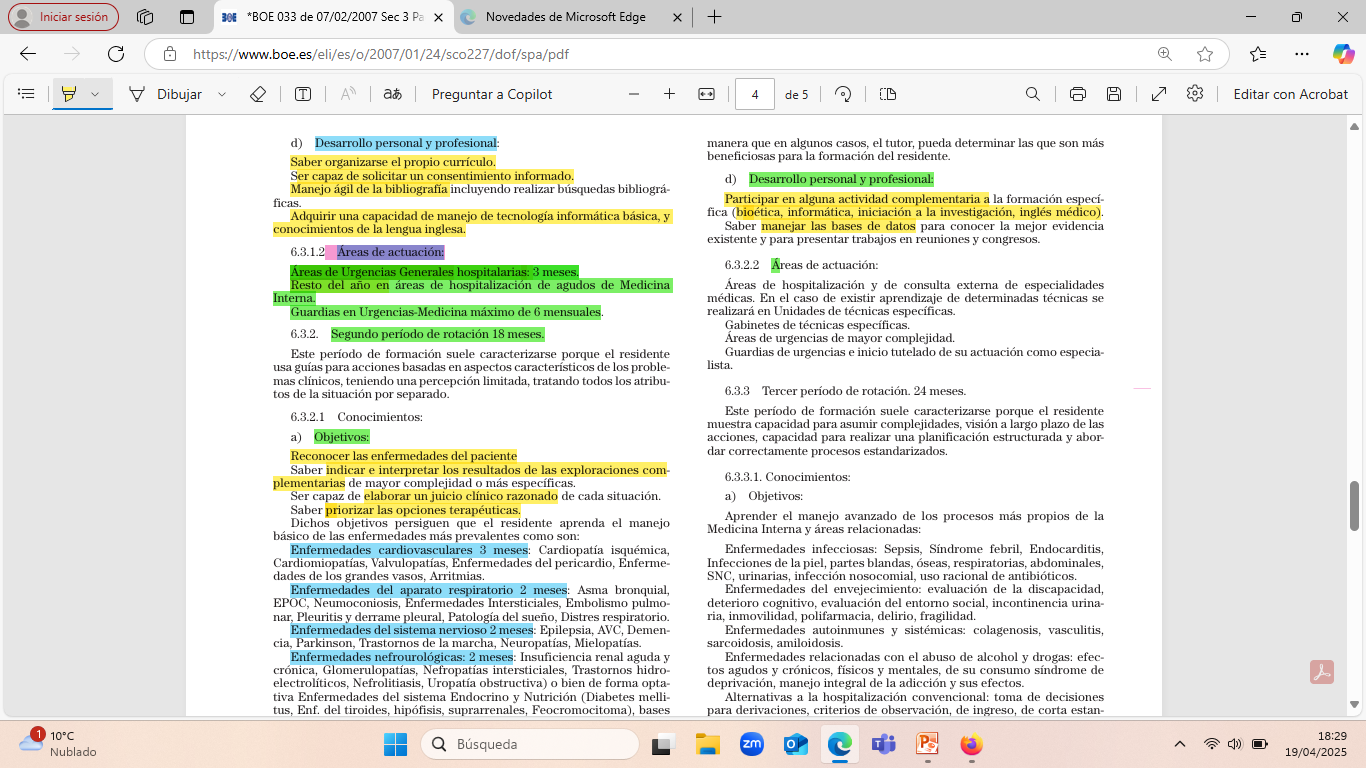 Iniciar sesión
*BOE 033 de 07/02/2007 Sec 3 Pa
Novedades de Microsoft Edge
https://www.boe.es/eli/es/o/2007/01/24/sco227/dof/spa/pdf
Dibujar
aあ
Preguntar a Copilot
4
de 5
Editar con Acrobat
d) Desarrollo personal y profesional:
Saber organizarse el propio currículo.
Ser capaz de solicitar un consentimiento informado.
Manejo ágil de la bibliografía incluyendo realizar búsquedas bibliográ-
ficas.
Adquirir una capacidad de manejo de tecnología informática básica, y
conocimientos de la lengua inglesa.
6.3.1.2 Áreas de actuación:
Áreas de Urgencias Generales hospitalarias: 3 meses.
Resto del año en áreas de hospitalización de agudos de Medicina
Interna.
Guardias en Urgencias-Medicina máximo de 6 mensuales.
6.3.2. Segundo período de rotación 18 meses.
Este período de formación suele caracterizarse porque el residente
usa guías para acciones basadas en aspectos característicos de los proble-
mas clínicos, teniendo una percepción limitada, tratando todos los atribu-
tos de la situación por separado.
6.3.2.1 Conocimientos:
a) Objetivos:
Reconocer las enfermedades del paciente
Saber indicar e interpretar los resultados de las exploraciones com-
plementarias de mayor complejidad o más específicas.
Ser capaz de elaborar un juicio clínico razonado de cada situación.
Saber priorizar las opciones terapéuticas.
Dichos objetivos persiguen que el residente aprenda el manejo
básico de las enfermedades más prevalentes como son:
Enfermedades cardiovasculares 3 meses: Cardiopatía isquémica,
Cardiomiopatías, Valvulopatías, Enfermedades del pericardio, Enferme-
dades de los grandes vasos, Arritmias.
Enfermedades del aparato respiratorio 2 meses: Asma bronquial,
EPOC, Neumoconiosis, Enfermedades Intersticiales, Embolismo pulmo-
nar, Pleuritis y derrame pleural, Patología del sueño, Distres respiratorio.
Enfermedades del sistema nervioso 2 meses: Epilepsia, AVC, Demen-
cia, Parkinson, Trastornos de la marcha, Neuropatías, Mielopatías.
Enfermedades nefrourológicas: 2 meses: Insuficiencia renal aguda y
crónica, Glomerulopatías, Nefropatías intersticiales, Trastornos hidro-
electrolíticos, Nefrolitiasis, Uropatía obstructiva) o bien de forma opta-
tiva Enfermedades del sistema Endocrino y Nutrición (Diabetes melli-
tus, Enf. del tiroides, hipófisis, suprarrenales, Feocromocitoma), bases
manera que en algunos casos, el tutor, pueda determinar las que son más
beneficiosas para la formación del residente.
d) Desarrollo personal y profesional:
Participar en alguna actividad complementaria a la formación especí-
fica (bioética, informática, iniciación a la investigación, inglés médico).
Saber manejar las bases de datos para conocer la mejor evidencia
existente y para presentar trabajos en reuniones y congresos.
6.3.2.2 Áreas de actuación:
Áreas de hospitalización y de consulta externa de especialidades
médicas. En el caso de existir aprendizaje de determinadas técnicas se
realizará en Unidades de técnicas específicas.
Gabinetes de técnicas específicas.
Áreas de urgencias de mayor complejidad.
Guardias de urgencias e inicio tutelado de su actuación como especia-
lista.
6.3.3 Tercer período de rotación. 24 meses.
Este período de formación suele caracterizarse porque el residente
muestra capacidad para asumir complejidades, visión a largo plazo de las
acciones, capacidad para realizar una planificación estructurada y abor-
dar correctamente procesos estandarizados.
6.3.3.1. Conocimientos:
a) Objetivos:
Aprender el manejo avanzado de los procesos más propios de la
Medicina Interna y áreas relacionadas:
Enfermedades infecciosas: Sepsis, Síndrome febril, Endocarditis,
Infecciones de la piel, partes blandas, óseas, respiratorias, abdominales,
SNC, urinarias, infección nosocomial, uso racional de antibióticos.
Enfermedades del envejecimiento: evaluación de la discapacidad,
deterioro cognitivo, evaluación del entorno social, incontinencia urina-
ria, inmovilidad, polifarmacia, delirio, fragilidad.
Enfermedades autoinmunes y sistémicas: colagenosis, vasculitis,
sarcoidosis, amiloidosis.
Enfermedades relacionadas con el abuso de alcohol y drogas: efec-
tos agudos y crónicos, físicos y mentales, de su consumo síndrome de
deprivación, manejo integral de la adicción y sus efectos.
Alternativas a la hospitalización convencional: toma de decisiones
para derivaciones, criterios de observación, de ingreso, de corta estan-
1
10°C
Nublado
Búsqueda
zm
18:29
19/04/2025